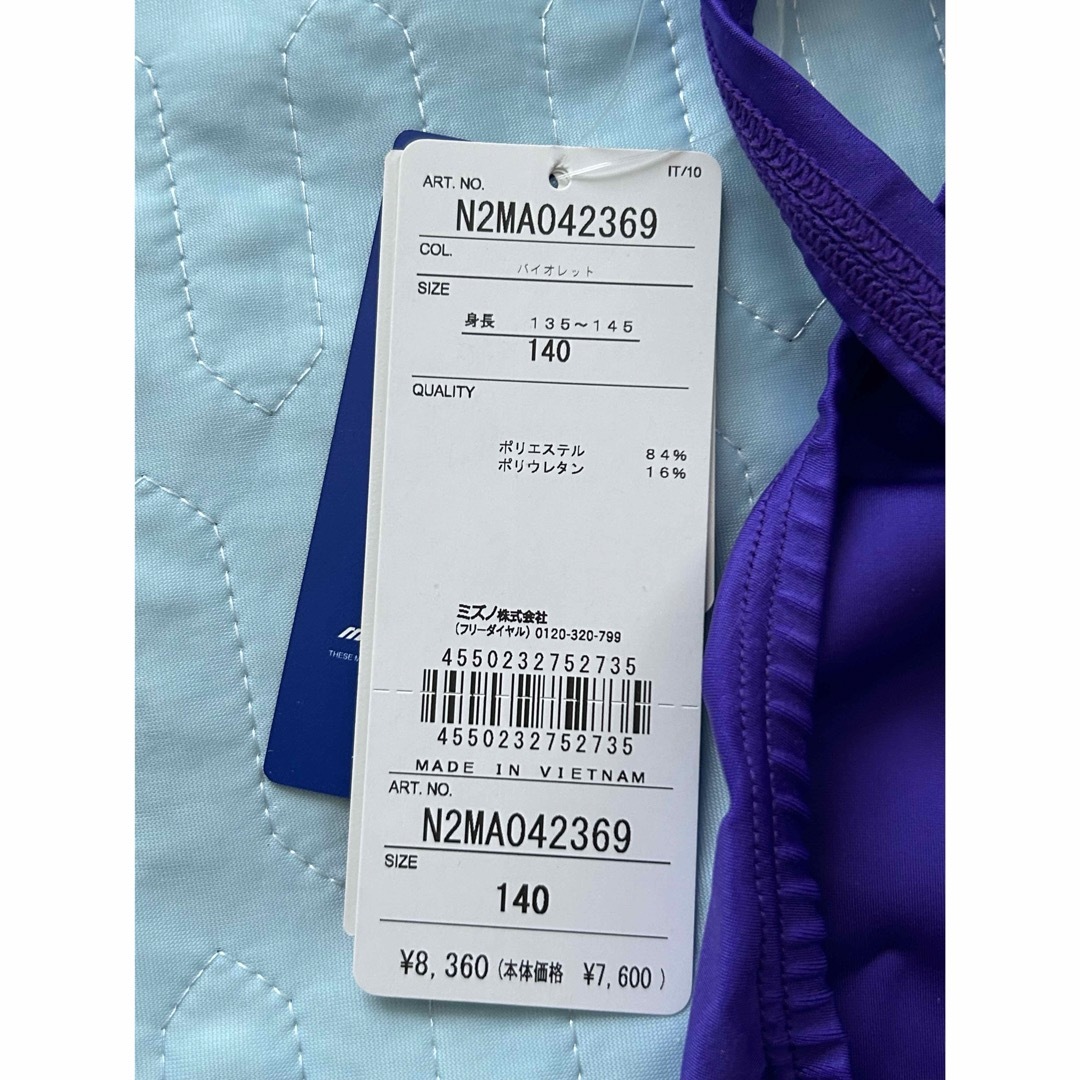 IT/10
ART. NO.
N2MA042369
COL.
バイオレット
SIZE
身長 135~145
140
QUALITY
ポリエステル 84%
ポリウレタン 16%
ミズノ株式会社
(フリーダイヤル) 0120-320-799
4550232752735
4550232752735
MADE IN VIETNAM
ART. NO.
N2MA042369
SIZE
140
¥8,360 (本体価格 ¥7,600 )
THESE